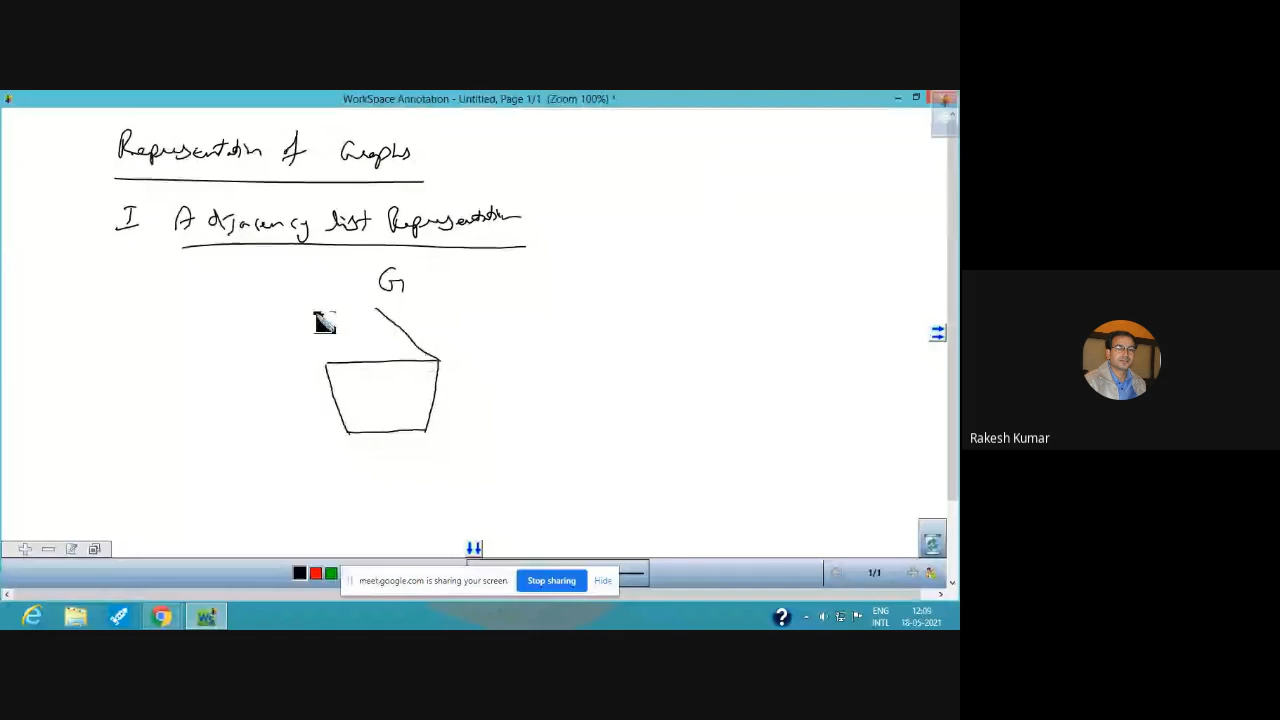 WorkSpace Annotation - Untitled, Page 1/1 (Zoom 100%) *
Representation of Graphs
I Adjacency list Representation
G
Rakesh Kumar
1/1
meet.google.com is sharing your screen Stop sharing Hide
ENG 12:09
INTL 18-05-2021